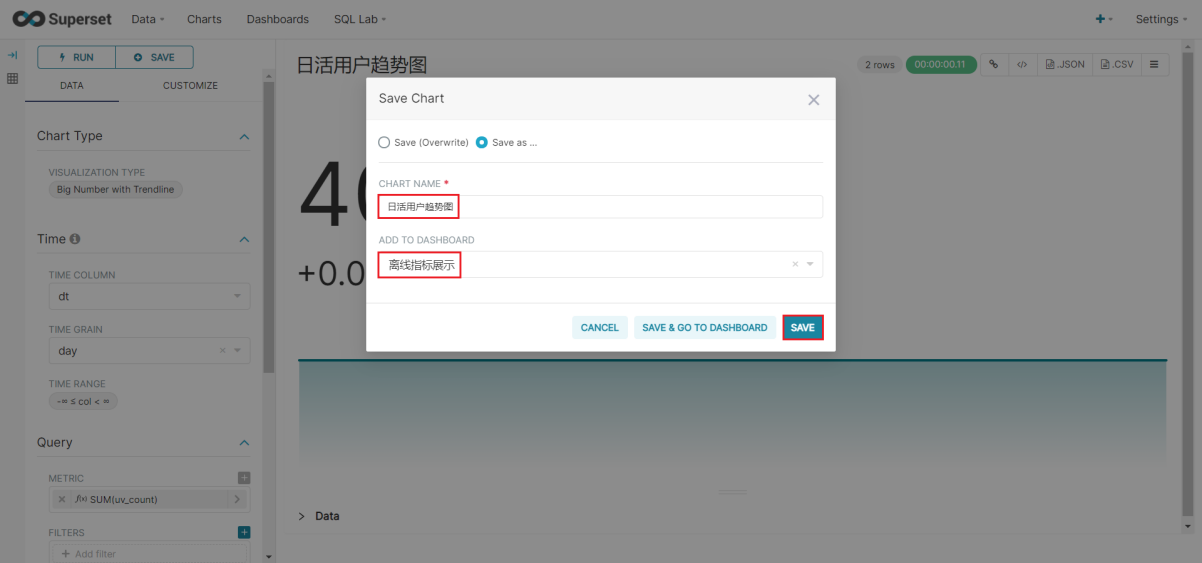 Superset Data Charts Dashboards SQL Lab + Settings
RUN SAVE
DATA CUSTOMIZE
Chart Type
VISUALIZATION TYPE
Big Number with Trendline
Time
TIME COLUMN
dt
TIME GRAIN
day
TIME RANGE
-∞ ≤ col < ∞
Query
METRIC
f(x) SUM(uv_count)
FILTERS
+ Add filter
日活用户趋势图
2 rows 00:00:00.11 </> .JSON .CSV
+0.0
Save Chart
Save (Overwrite) Save as ...
CHART NAME *
日活用户趋势图
ADD TO DASHBOARD
离线指标展示
CANCEL SAVE & GO TO DASHBOARD SAVE
> Data